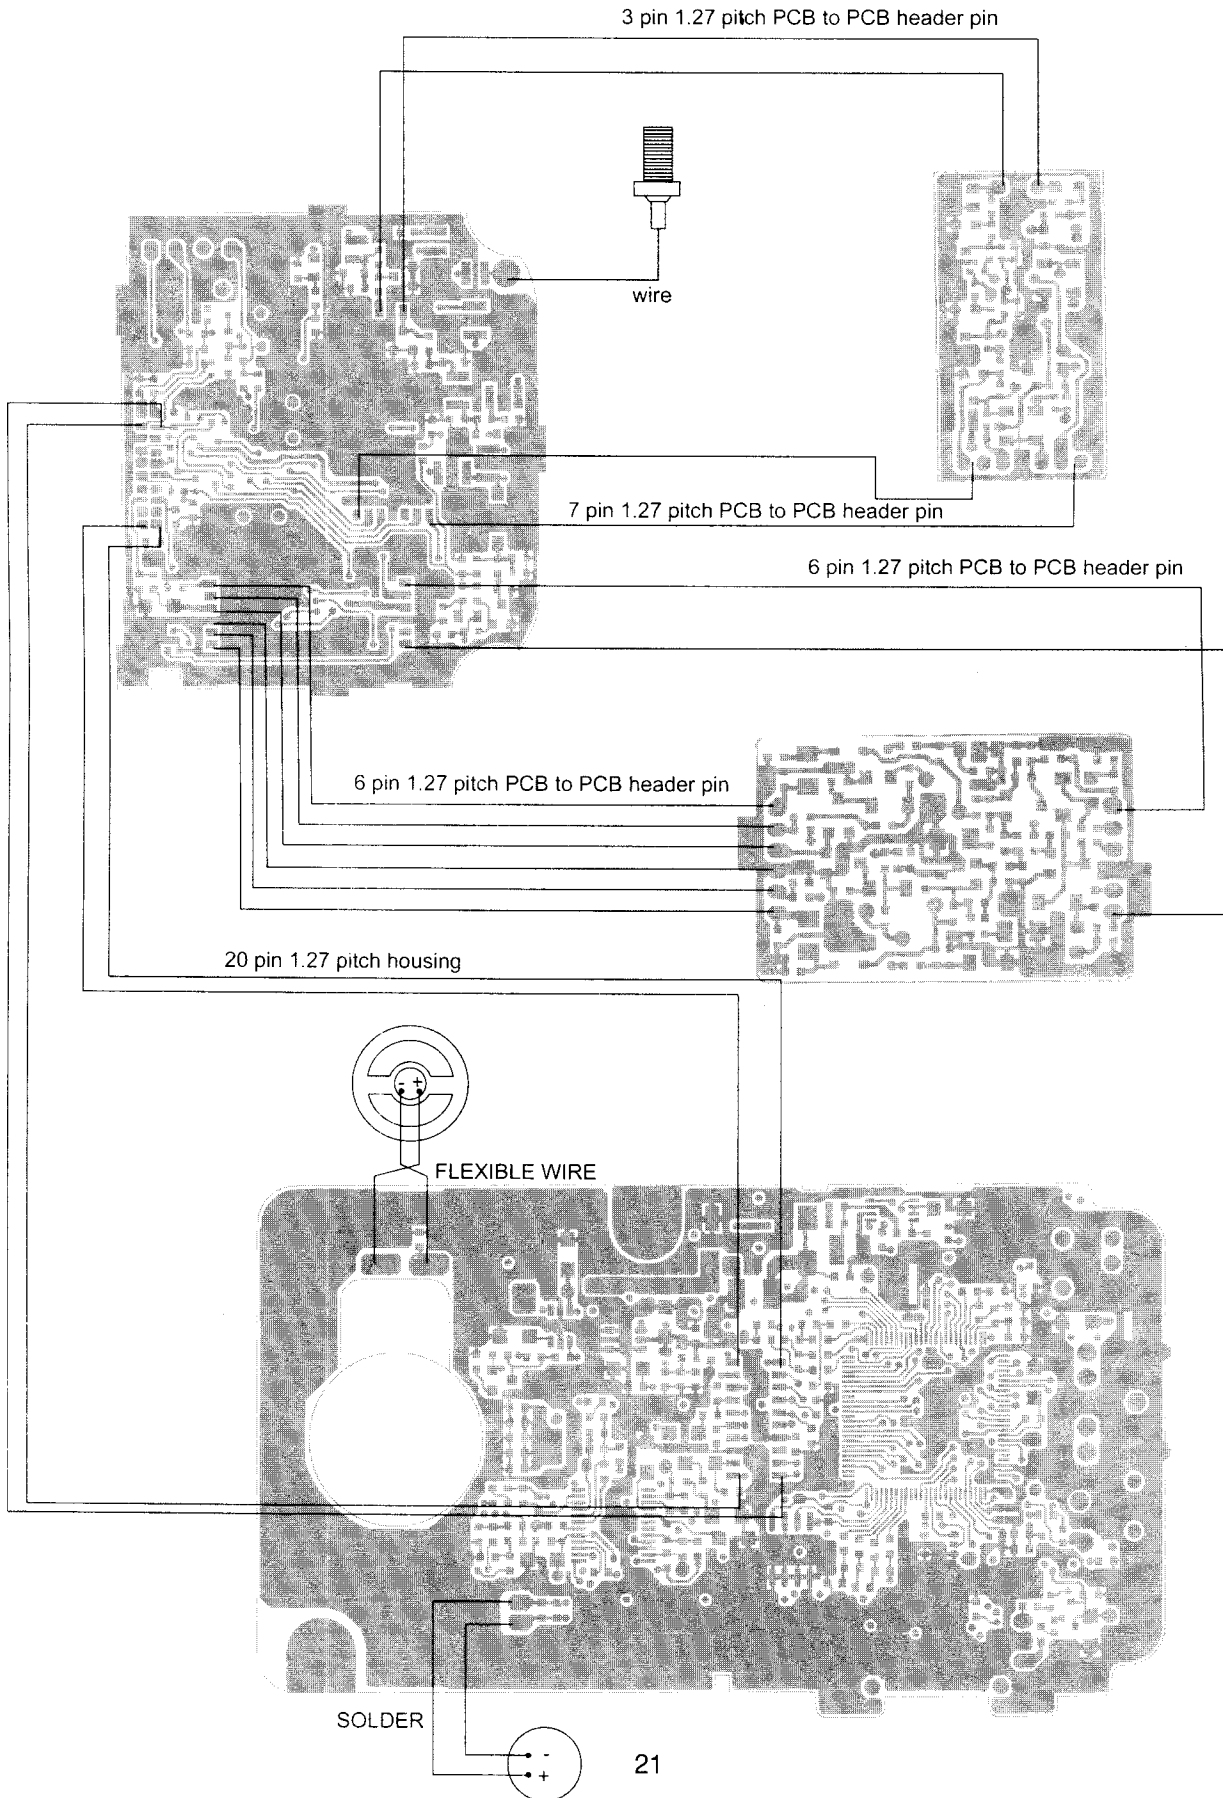 3 pin 1.27 pitch PCB to PCB header pin
wire
7 pin 1.27 pitch PCB to PCB header pin
6 pin 1.27 pitch PCB to PCB header pin
6 pin 1.27 pitch PCB to PCB header pin
20 pin 1.27 pitch housing
- +
FLEXIBLE WIRE
SOLDER
-
+
21